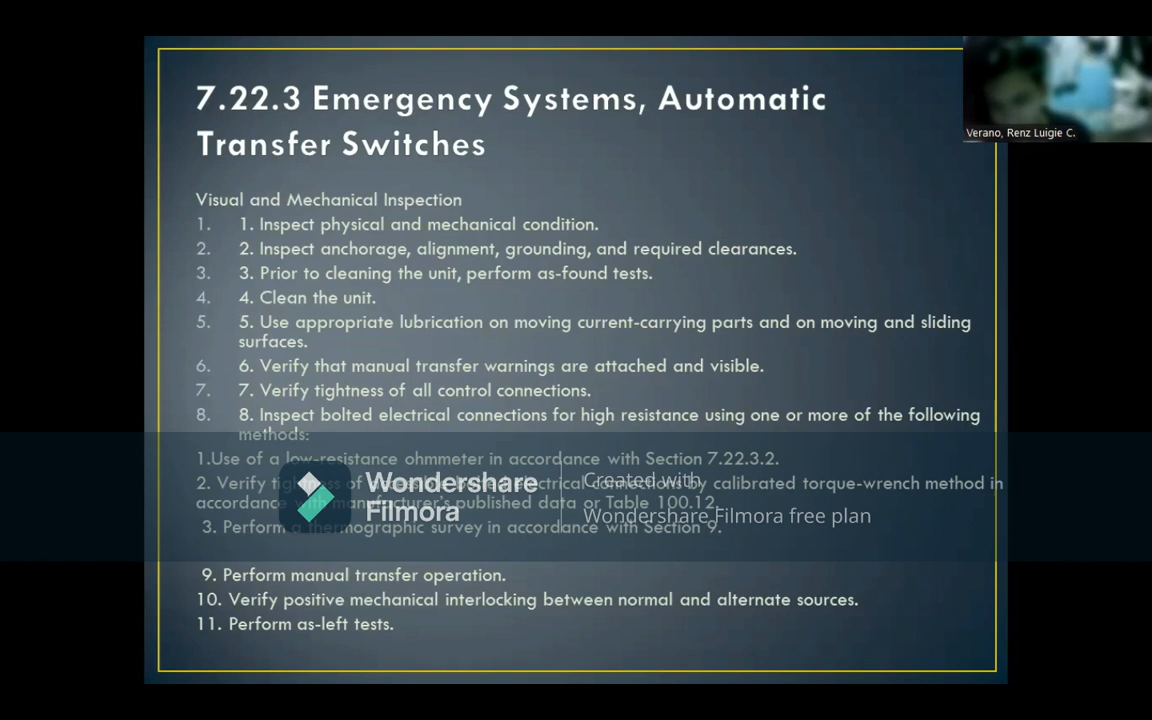 7.22.3 Emergency Systems, Automatic
Transfer Switches
Verano, Renz Luigie C.
Visual and Mechanical Inspection
1. 1. Inspect physical and mechanical condition.
2. 2. Inspect anchorage, alignment, grounding, and required clearances.
3. 3. Prior to cleaning the unit, perform as-found tests.
4. 4. Clean the unit.
5. 5. Use appropriate lubrication on moving current-carrying parts and on moving and sliding
surfaces.
6. 6. Verify that manual transfer warnings are attached and visible.
7. 7. Verify tightness of all control connections.
8. 8. Inspect bolted electrical connections for high resistance using one or more of the following
methods:
1.Use of a low-resistance ohmmeter in accordance with Section 7.22.3.2.
2. Verify tightness of accessible bolted electrical connections by calibrated torque-wrench method in
accordance with manufacturer's published data or Table 100.12.
3. Perform a thermographic survey in accordance with Section 9.
Wondershare
Filmora
Created with
Wondershare Filmora free plan
9. Perform manual transfer operation.
10. Verify positive mechanical interlocking between normal and alternate sources.
11. Perform as-left tests.